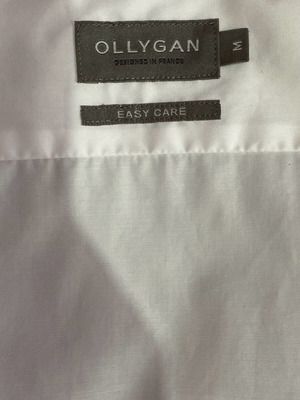 OLLYGAN
DESIGNED IN FRANCE
M
EASY CARE